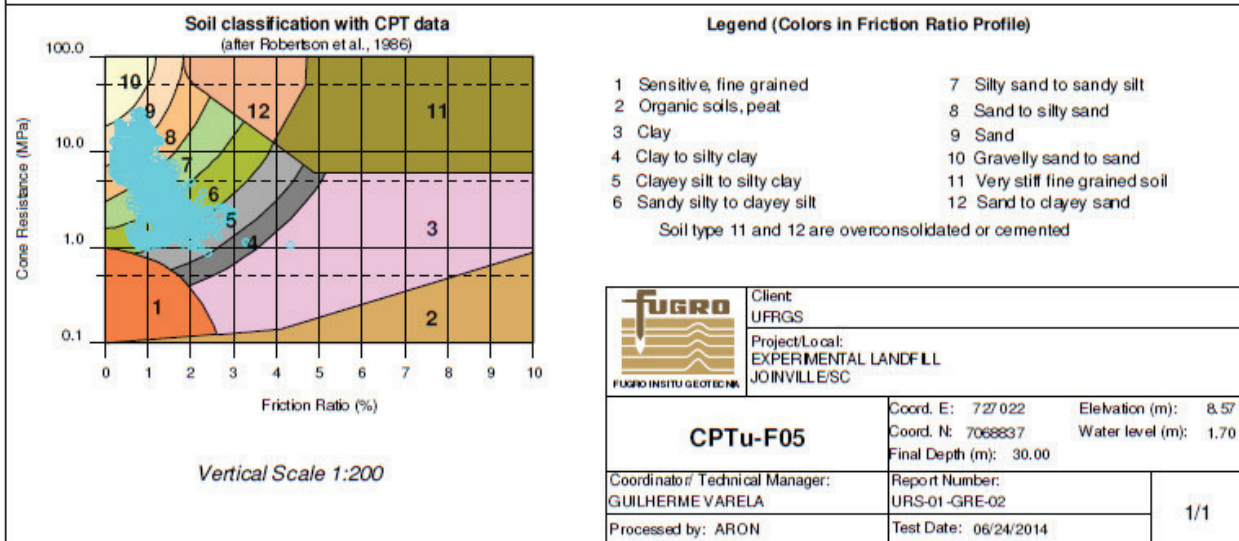 Soil classification with CPT data
(after Robertson et al., 1986)
100.0
10.0
1.0
0.1
Cone Resistance (MPa)
10
9
8
7
6
5
4
3
2
1
12
11
0 1 2 3 4 5 6 7 8 9 10
Friction Ratio (%)
Vertical Scale 1:200
Legend (Colors in Friction Ratio Profile)
1 Sensitive, fine grained
2 Organic soils, peat
3 Clay
4 Clay to silty clay
5 Clayey silt to silty clay
6 Sandy silty to clayey silt
7 Silty sand to sandy silt
8 Sand to silty sand
9 Sand
10 Gravelly sand to sand
11 Very stiff fine grained soil
12 Sand to clayey sand
Soil type 11 and 12 are overconsolidated or cemented
FUGRO
FUGRO INSITU GEOTECNIA
Client:
UFRGS
Project/Local:
EXPERIMENTAL LANDFILL
JOINVILLE/SC
CPTu-F05
Coord. E: 727022 Elelvation (m): 8.57
Coord. N: 7068837 Water level (m): 1.70
Final Depth (m): 30.00
Coordinator/ Technical Manager:
GUILHERME VARELA
Report Number:
URS-01-GRE-02
Processed by: ARON
Test Date: 06/24/2014
1/1